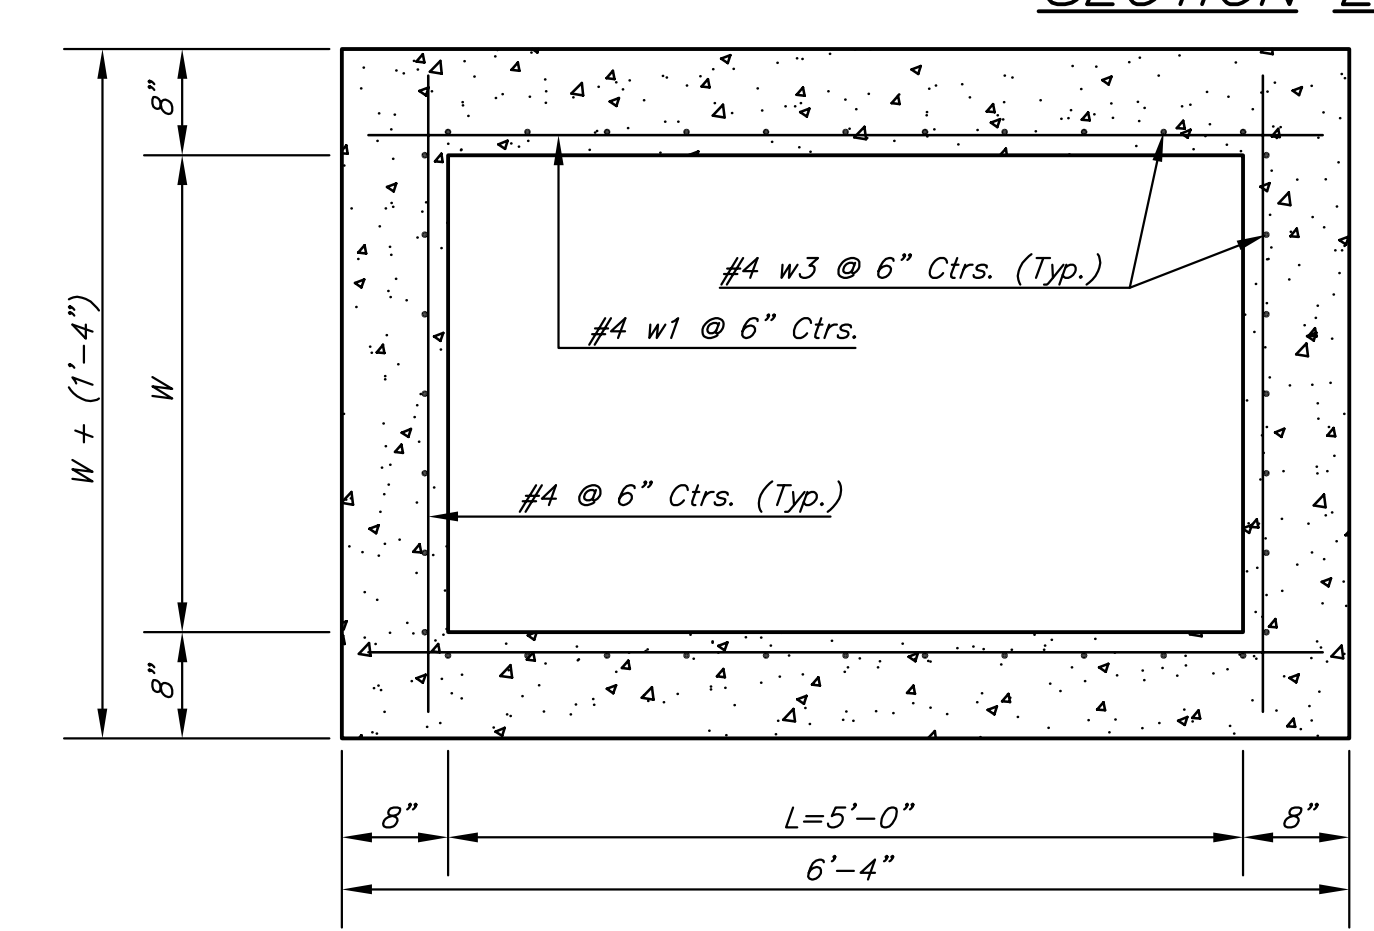 SECTION
8”
#4 w3 @ 6” Ctrs. (Typ.)
#4 w1 @ 6” Ctrs.
W + (1’-4”)
W
#4 @ 6” Ctrs. (Typ.)
8”
8”
L=5’-0”
8”
6’-4”